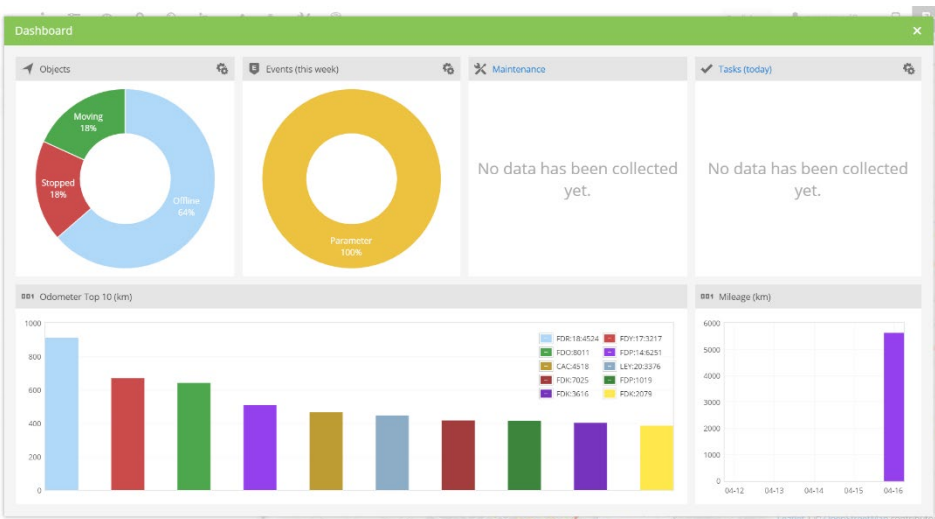 Dashboard
Objects
Events (this week)
Maintenance
Tasks (today)
Moving
18%
Stopped
18%
Offline
64%
Parameter
100%
No data has been collected
yet.
No data has been collected
yet.
Odometer Top 10 (km)
Mileage (km)
1000
800
600
400
200
0
FDR:18:4524 FDY:17:3217
FDO:8011 FDP:14:6251
CAC:4518 LEY:20:3376
FDK:7025 FDP:1019
FDK:3616 FDK:2079
6000
5000
4000
3000
2000
1000
0
04-12 04-13 04-14 04-15 04-16